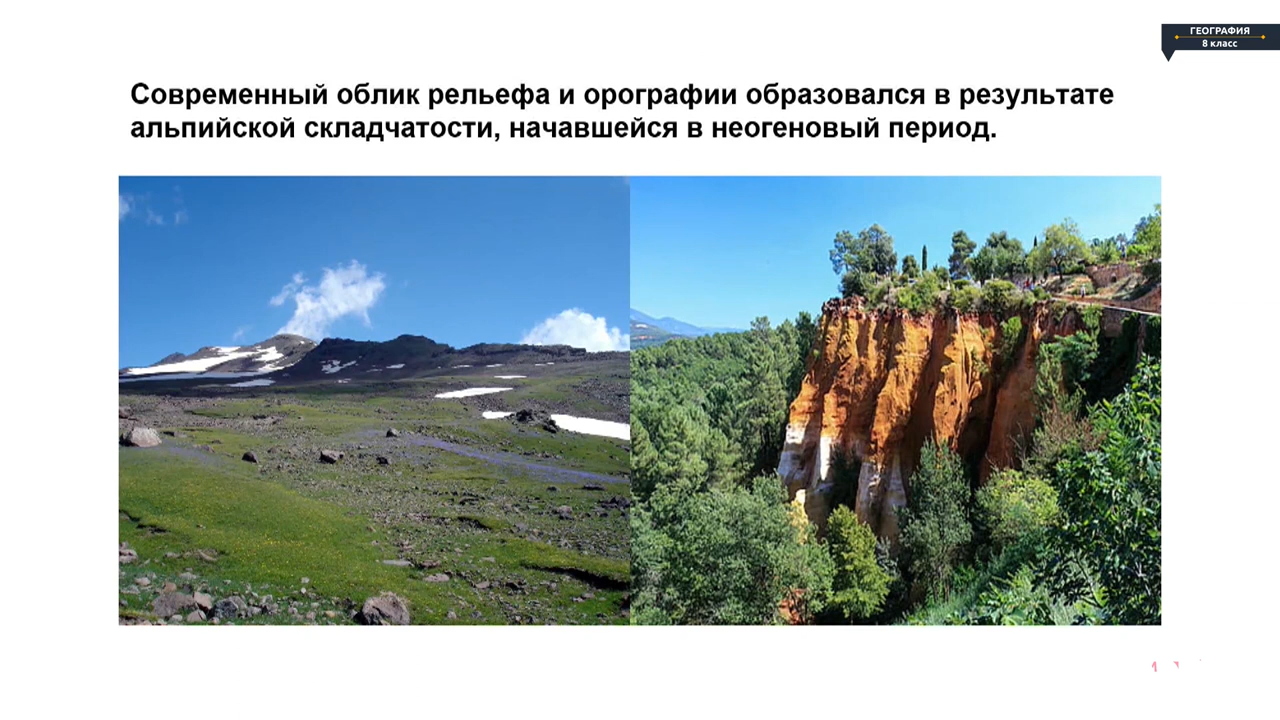 ГЕОГРАФИЯ
8 класс
Современный облик рельефа и орографии образовался в результате
альпийской складчатости, начавшейся в неогеновый период.